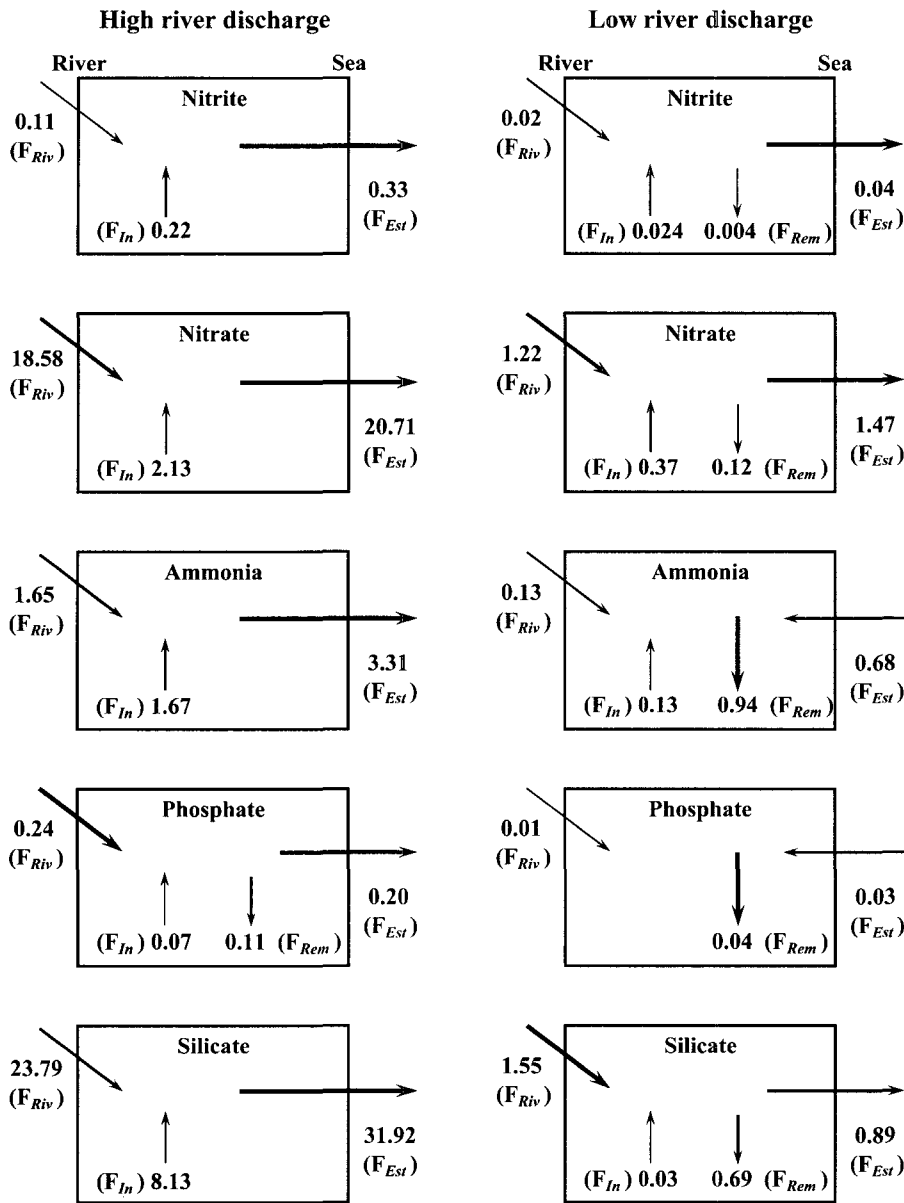 High river discharge
Low river discharge
River
Sea
Nitrite
0.11
(F_Riv)
0.33
(F_Est)
(F_In) 0.22
River
Sea
Nitrite
0.02
(F_Riv)
0.04
(F_Est)
(F_In) 0.024
0.004 (F_Rem)
Nitrate
18.58
(F_Riv)
20.71
(F_Est)
(F_In) 2.13
Nitrate
1.22
(F_Riv)
1.47
(F_Est)
(F_In) 0.37
0.12 (F_Rem)
Ammonia
1.65
(F_Riv)
3.31
(F_Est)
(F_In) 1.67
Ammonia
0.13
(F_Riv)
0.68
(F_Est)
(F_In) 0.13
0.94 (F_Rem)
Phosphate
0.24
(F_Riv)
0.20
(F_Est)
(F_In) 0.07
0.11 (F_Rem)
Phosphate
0.01
(F_Riv)
0.03
(F_Est)
0.04 (F_Rem)
Silicate
23.79
(F_Riv)
31.92
(F_Est)
(F_In) 8.13
Silicate
1.55
(F_Riv)
0.89
(F_Est)
(F_In) 0.03
0.69 (F_Rem)